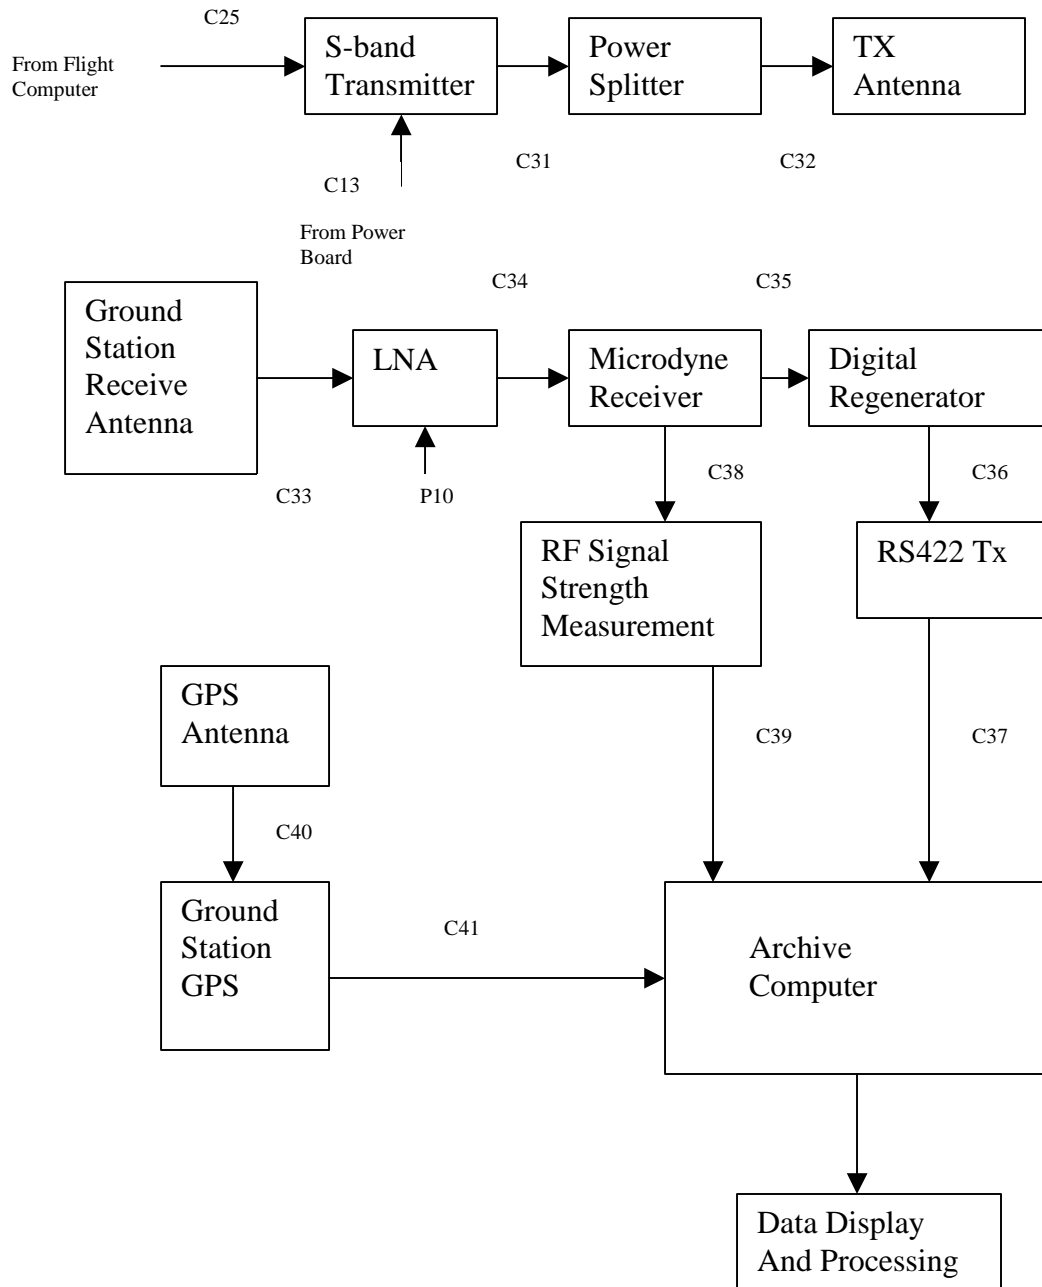 C25
From Flight
Computer
S-band
Transmitter
Power
Splitter
TX
Antenna
C13
C31
C32
From Power
Board
C34
C35
Ground
Station
Receive
Antenna
LNA
Microdyne
Receiver
Digital
Regenerator
C33
P10
C38
C36
RF Signal
Strength
Measurement
RS422 Tx
GPS
Antenna
C39
C37
C40
Ground
Station
GPS
C41
Archive
Computer
Data Display
And Processing